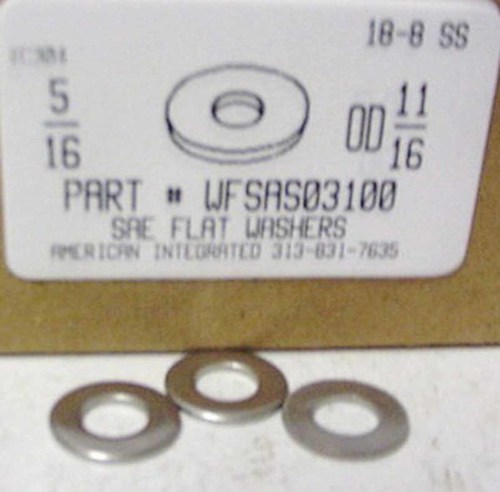 18-8 SS
5/16
OD 11/16
PART # WFSAS03100
SAE FLAT WASHERS
AMERICAN INTEGRATED 313-831-7635